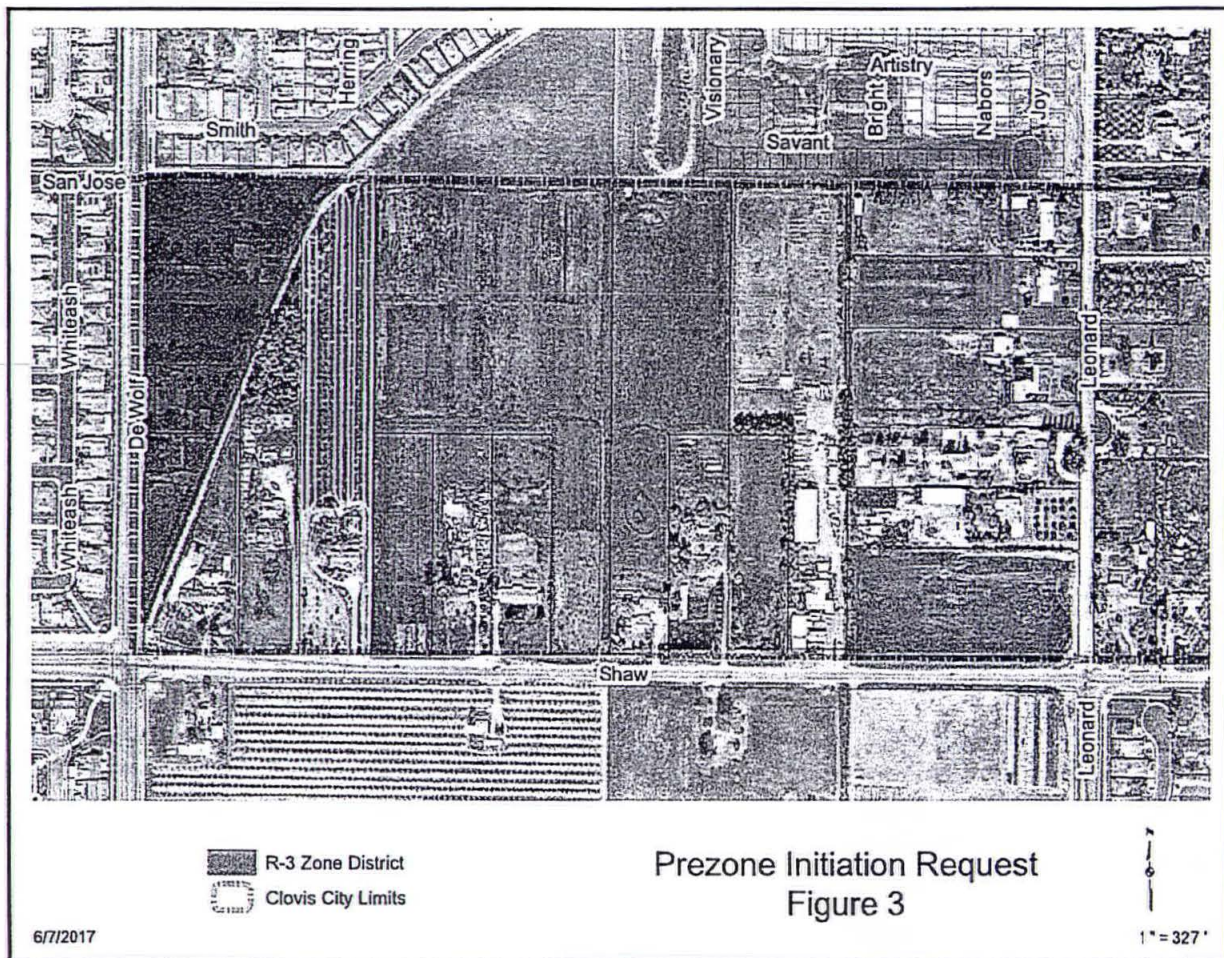 Herring
Visionary
Artistry
Bright
Nabors
Joy
Smith
Savant
San Jose
Whiteash
De Wolf
Leonard
Whiteash
Shaw
Leonard
R-3 Zone District
Clovis City Limits
Prezone Initiation Request
Figure 3
6/7/2017
1 " = 327 '